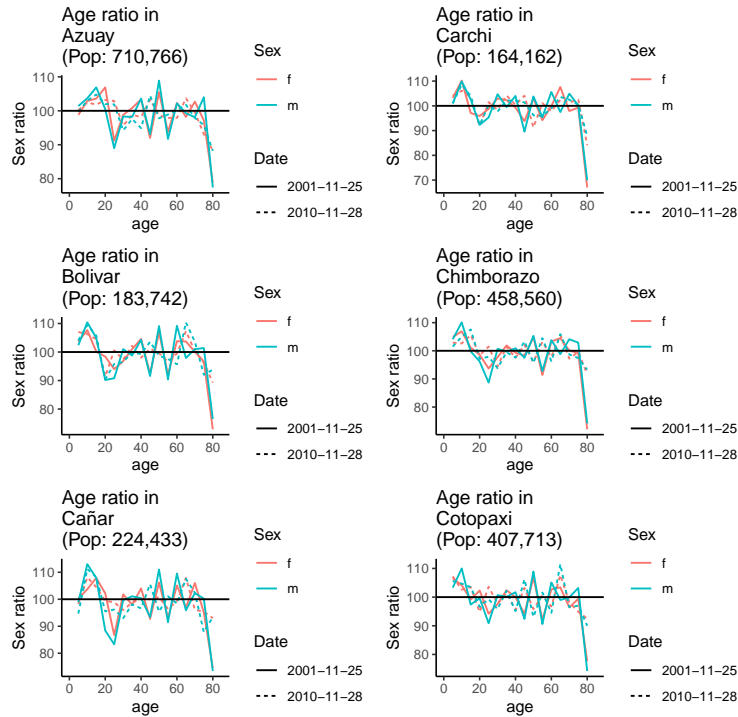 Age ratio in
Azuay
(Pop: 710,766)
Sex ratio
110
100
90
80
0 20 40 60 80
age
Sex
f
m
Date
2001−11−25
2010−11−28
Age ratio in
Carchi
(Pop: 164,162)
Sex ratio
110
100
90
80
70
0 20 40 60 80
age
Sex
f
m
Date
2001−11−25
2010−11−28
Age ratio in
Bolivar
(Pop: 183,742)
Sex ratio
110
100
90
80
0 20 40 60 80
age
Sex
f
m
Date
2001−11−25
2010−11−28
Age ratio in
Chimborazo
(Pop: 458,560)
Sex ratio
110
100
90
80
0 20 40 60 80
age
Sex
f
m
Date
2001−11−25
2010−11−28
Age ratio in
Cañar
(Pop: 224,433)
Sex ratio
110
100
90
80
0 20 40 60 80
age
Sex
f
m
Date
2001−11−25
2010−11−28
Age ratio in
Cotopaxi
(Pop: 407,713)
Sex ratio
110
100
90
80
0 20 40 60 80
age
Sex
f
m
Date
2001−11−25
2010−11−28